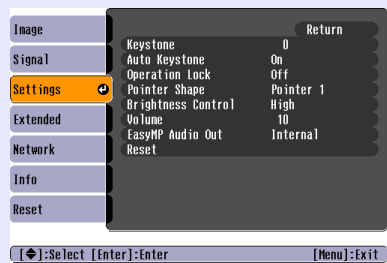 Image
Signal
Settings
Extended
Network
Info
Reset
Return
Keystone 0
Auto Keystone On
Operation Lock Off
Pointer Shape Pointer 1
Brightness Control High
Volume 10
EasyMP Audio Out Internal
Reset
[◆]:Select [Enter]:Enter [Menu]:Exit